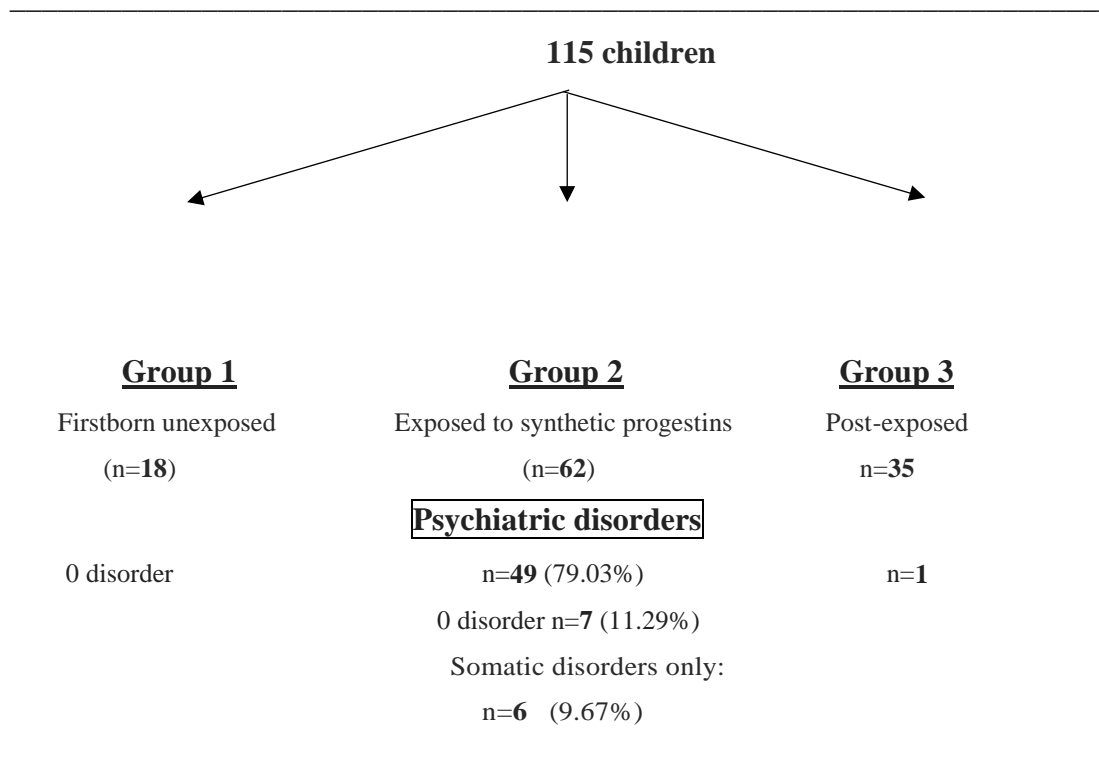 115 children
Group 1 Group 2 Group 3
Firstborn unexposed Exposed to synthetic progestins Post-exposed
(n=18) (n=62) n=35
Psychiatric disorders
0 disorder n=49 (79.03%) n=1
0 disorder n=7 (11.29%)
Somatic disorders only:
n=6 (9.67%)